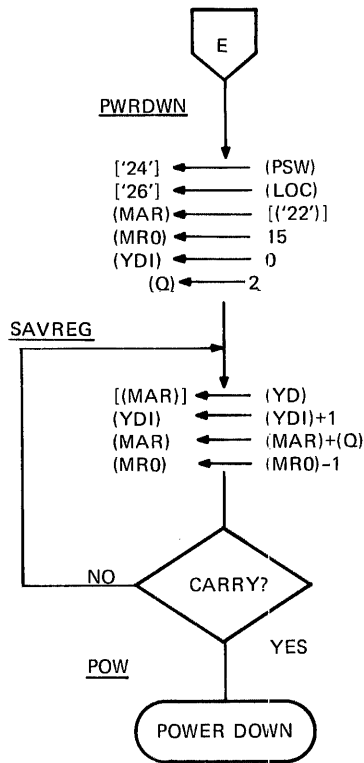 E
PWRDWN
['24'] ← (PSW)
['26'] ← (LOC)
(MAR) ← [('22')]
(MR0) ← 15
(YDI) ← 0
(Q) ← 2
SAVREG
[(MAR)] ← (YD)
(YDI) ← (YDI)+1
(MAR) ← (MAR)+(Q)
(MR0) ← (MR0)-1
NO
CARRY?
YES
POW
POWER DOWN